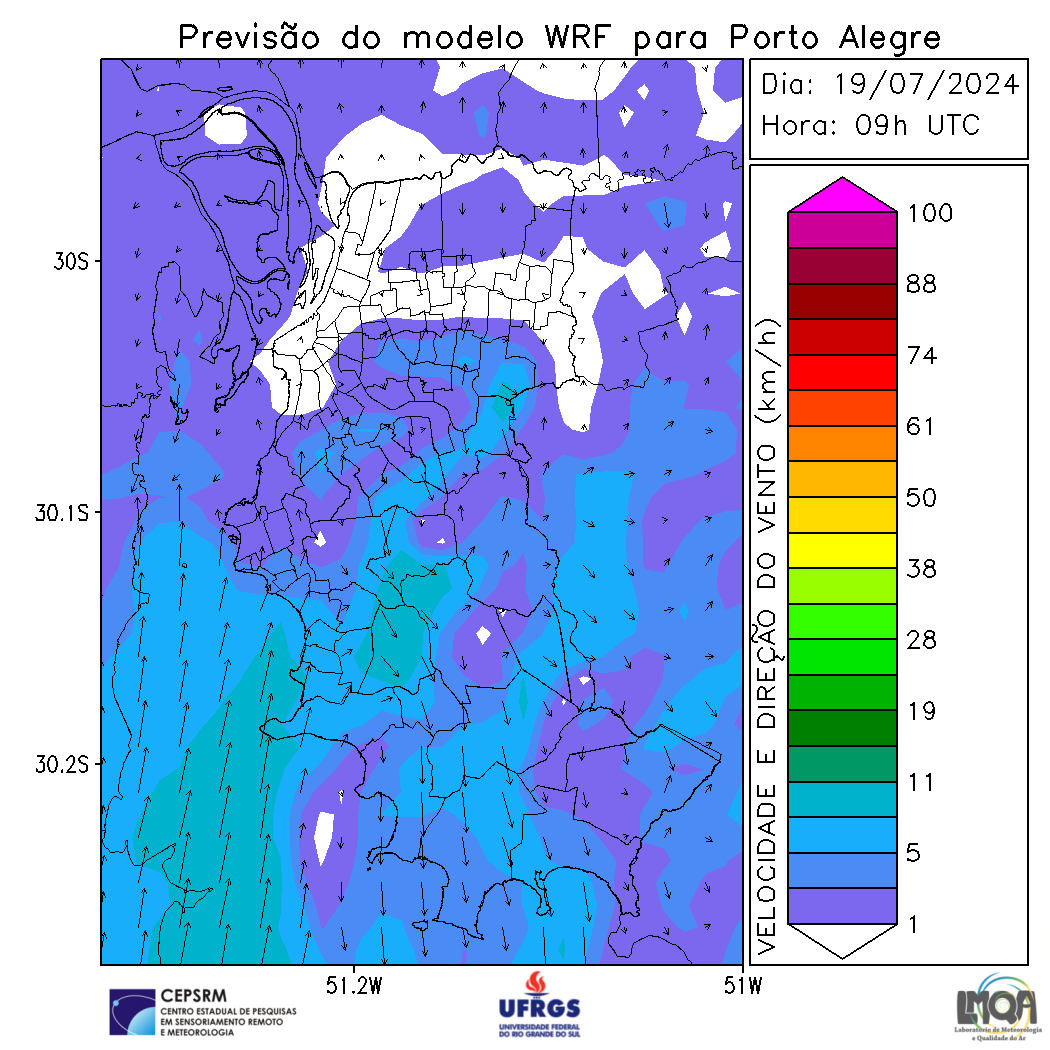 Previsão do modelo WRF para Porto Alegre
Dia: 19/07/2024
Hora: 09h UTC
30S
30.1S
30.2S
51.2W
51W
VELOCIDADE E DIREÇÃO DO VENTO (km/h)
100
88
74
61
50
38
28
19
11
5
1
CEPSRM
CENTRO ESTADUAL DE PESQUISAS
EM SENSORIAMENTO REMOTO
E METEOROLOGIA
UFRGS
UNIVERSIDADE FEDERAL
DO RIO GRANDE DO SUL
LMQA
Laboratório de Meteorologia
e Qualidade do Ar